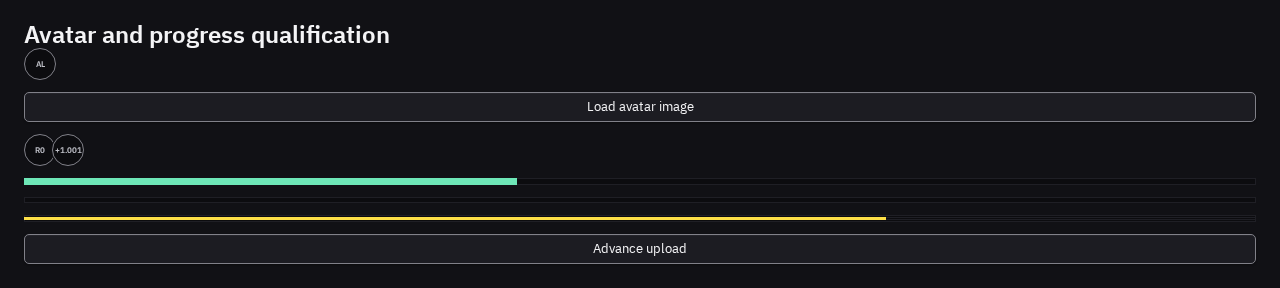 Avatar and progress qualification
AL
Load avatar image
R0 +1.001
Advance upload